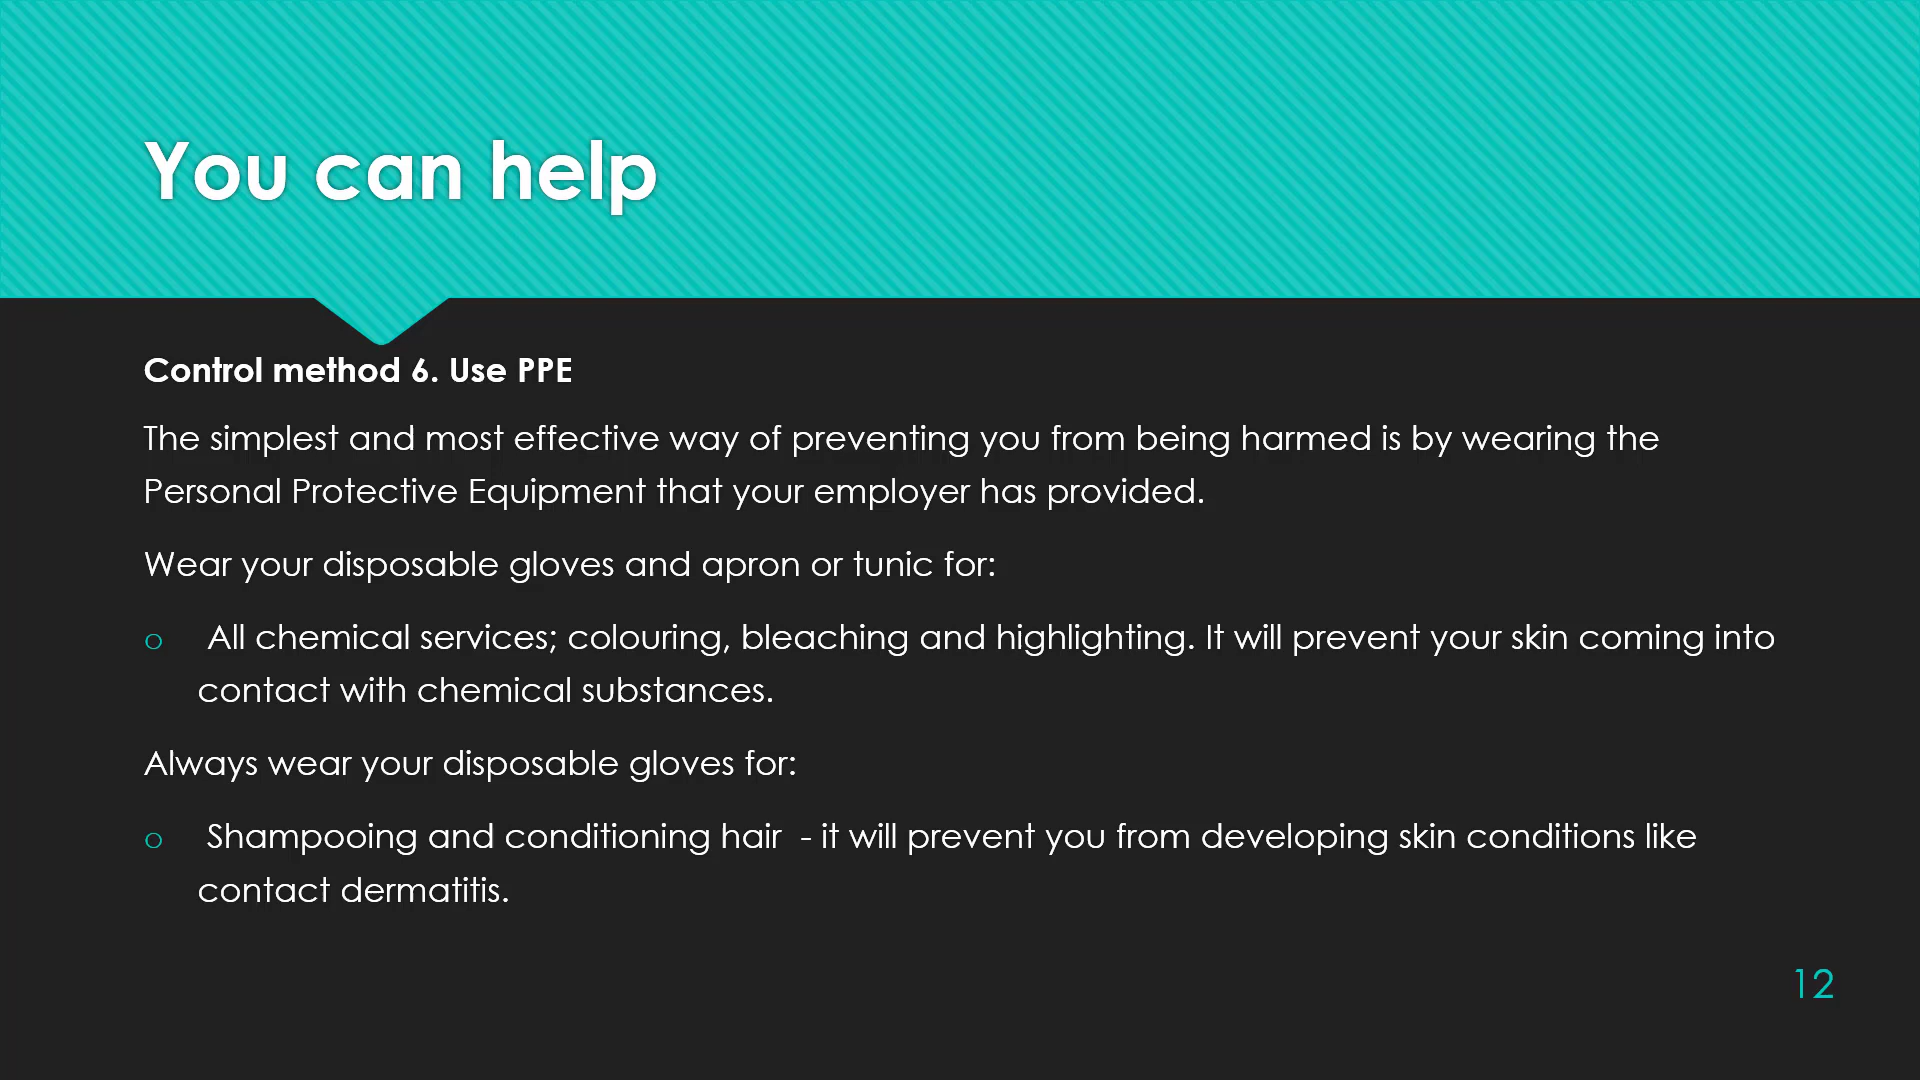 You can help
Control method 6. Use PPE
The simplest and most effective way of preventing you from being harmed is by wearing the
Personal Protective Equipment that your employer has provided.
Wear your disposable gloves and apron or tunic for:
o All chemical services; colouring, bleaching and highlighting. It will prevent your skin coming into
contact with chemical substances.
Always wear your disposable gloves for:
o Shampooing and conditioning hair  - it will prevent you from developing skin conditions like
contact dermatitis.
12